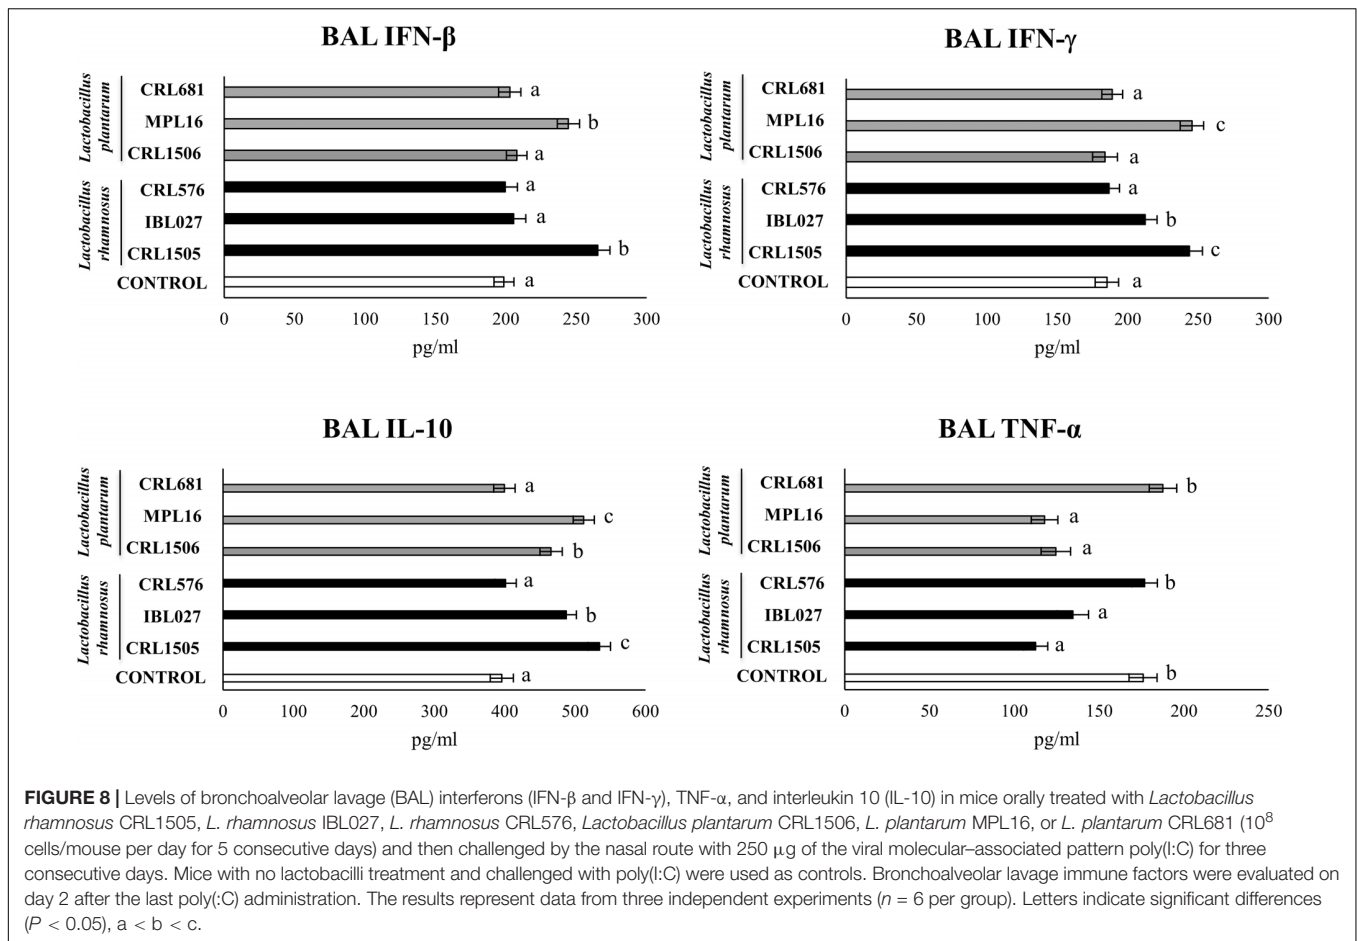 BAL IFN-β
Lactobacillus
plantarum
CRL681
a
MPL16
b
CRL1506
a
Lactobacillus
rhamnosus
CRL576
a
IBL027
a
CRL1505
b
CONTROL
a
0 50 100 150 200 250 300
pg/ml
BAL IFN-γ
Lactobacillus
plantarum
CRL681
a
MPL16
c
CRL1506
a
Lactobacillus
rhamnosus
CRL576
a
IBL027
b
CRL1505
c
CONTROL
a
0 50 100 150 200 250 300
pg/ml
BAL IL-10
Lactobacillus
plantarum
CRL681
a
MPL16
c
CRL1506
b
Lactobacillus
rhamnosus
CRL576
a
IBL027
b
CRL1505
c
CONTROL
a
0 100 200 300 400 500 600
pg/ml
BAL TNF-α
Lactobacillus
plantarum
CRL681
b
MPL16
a
CRL1506
a
Lactobacillus
rhamnosus
CRL576
b
IBL027
a
CRL1505
a
CONTROL
b
0 50 100 150 200 250
pg/ml
FIGURE 8 | Levels of bronchoalveolar lavage (BAL) interferons (IFN-β and IFN-γ), TNF-α, and interleukin 10 (IL-10) in mice orally treated with Lactobacillus
rhamnosus CRL1505, L. rhamnosus IBL027, L. rhamnosus CRL576, Lactobacillus plantarum CRL1506, L. plantarum MPL16, or L. plantarum CRL681 (10⁸
cells/mouse per day for 5 consecutive days) and then challenged by the nasal route with 250 μg of the viral molecular–associated pattern poly(I:C) for three
consecutive days. Mice with no lactobacilli treatment and challenged with poly(I:C) were used as controls. Bronchoalveolar lavage immune factors were evaluated on
day 2 after the last poly(:C) administration. The results represent data from three independent experiments (n = 6 per group). Letters indicate significant differences
(P < 0.05), a < b < c.